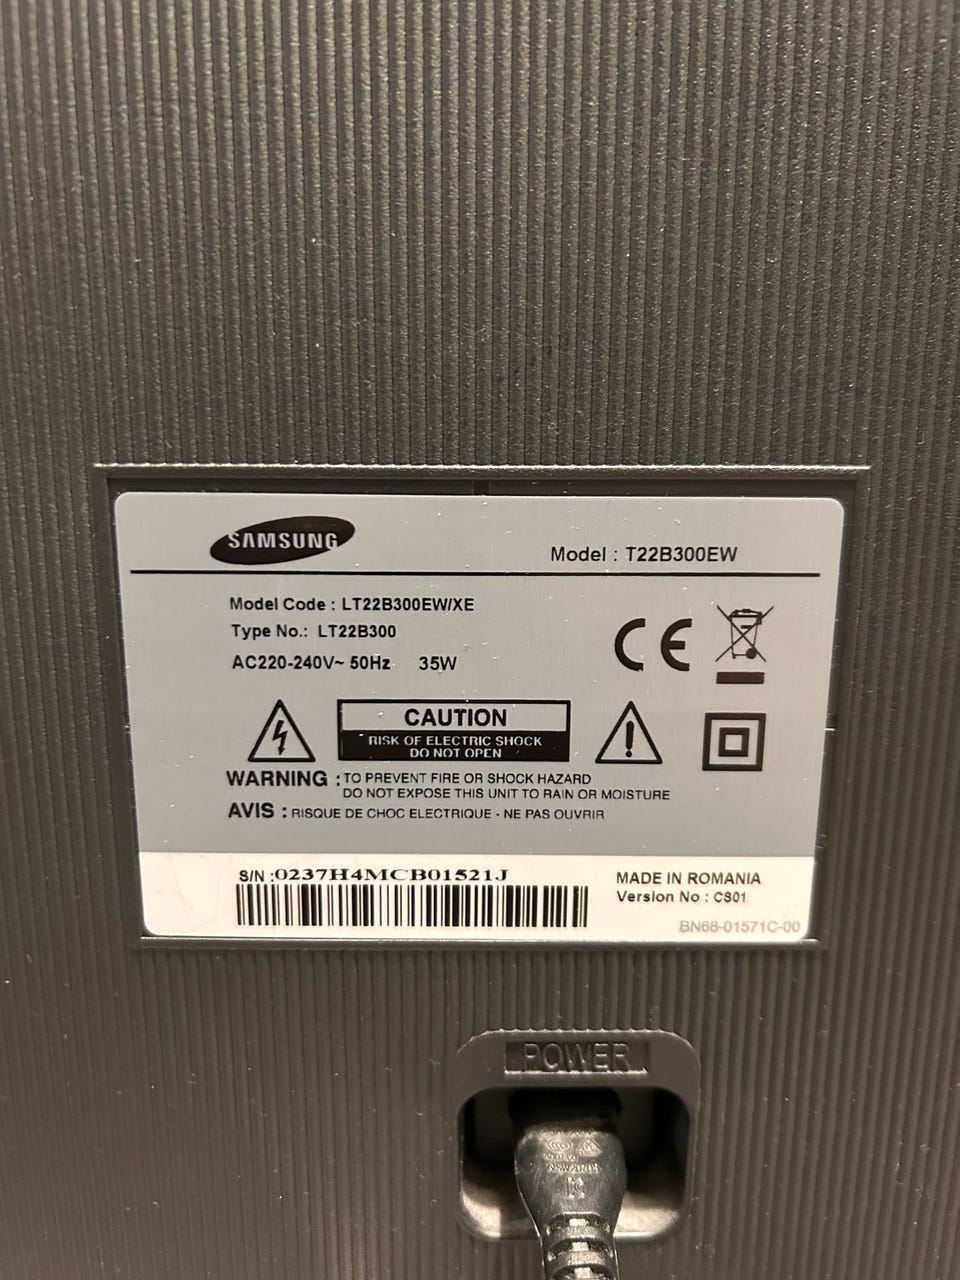 SAMSUNG
Model : T22B300EW
Model Code : LT22B300EW/XE
Type No.: LT22B300
AC220-240V~ 50Hz 35W
CE
CAUTION
RISK OF ELECTRIC SHOCK
DO NOT OPEN
WARNING : TO PREVENT FIRE OR SHOCK HAZARD
DO NOT EXPOSE THIS UNIT TO RAIN OR MOISTURE
AVIS : RISQUE DE CHOC ELECTRIQUE - NE PAS OUVRIR
S/N :0237H4MCB01521J
MADE IN ROMANIA
Version No : CS01
BN68-01571C-00
POWER